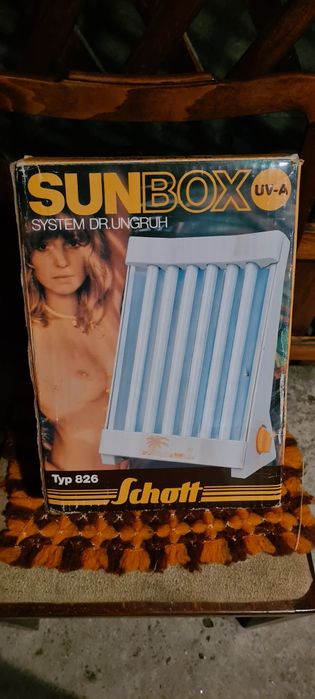 SUNBOX UV-A
SYSTEM DR.UNGRUH
Typ 826
Schott